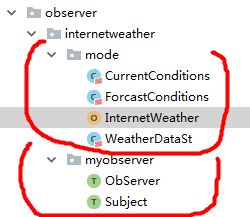 observer
internetweather
mode
CurrentConditions
ForcastConditions
InternetWeather
WeatherDataSt
myobserver
ObServer
Subject